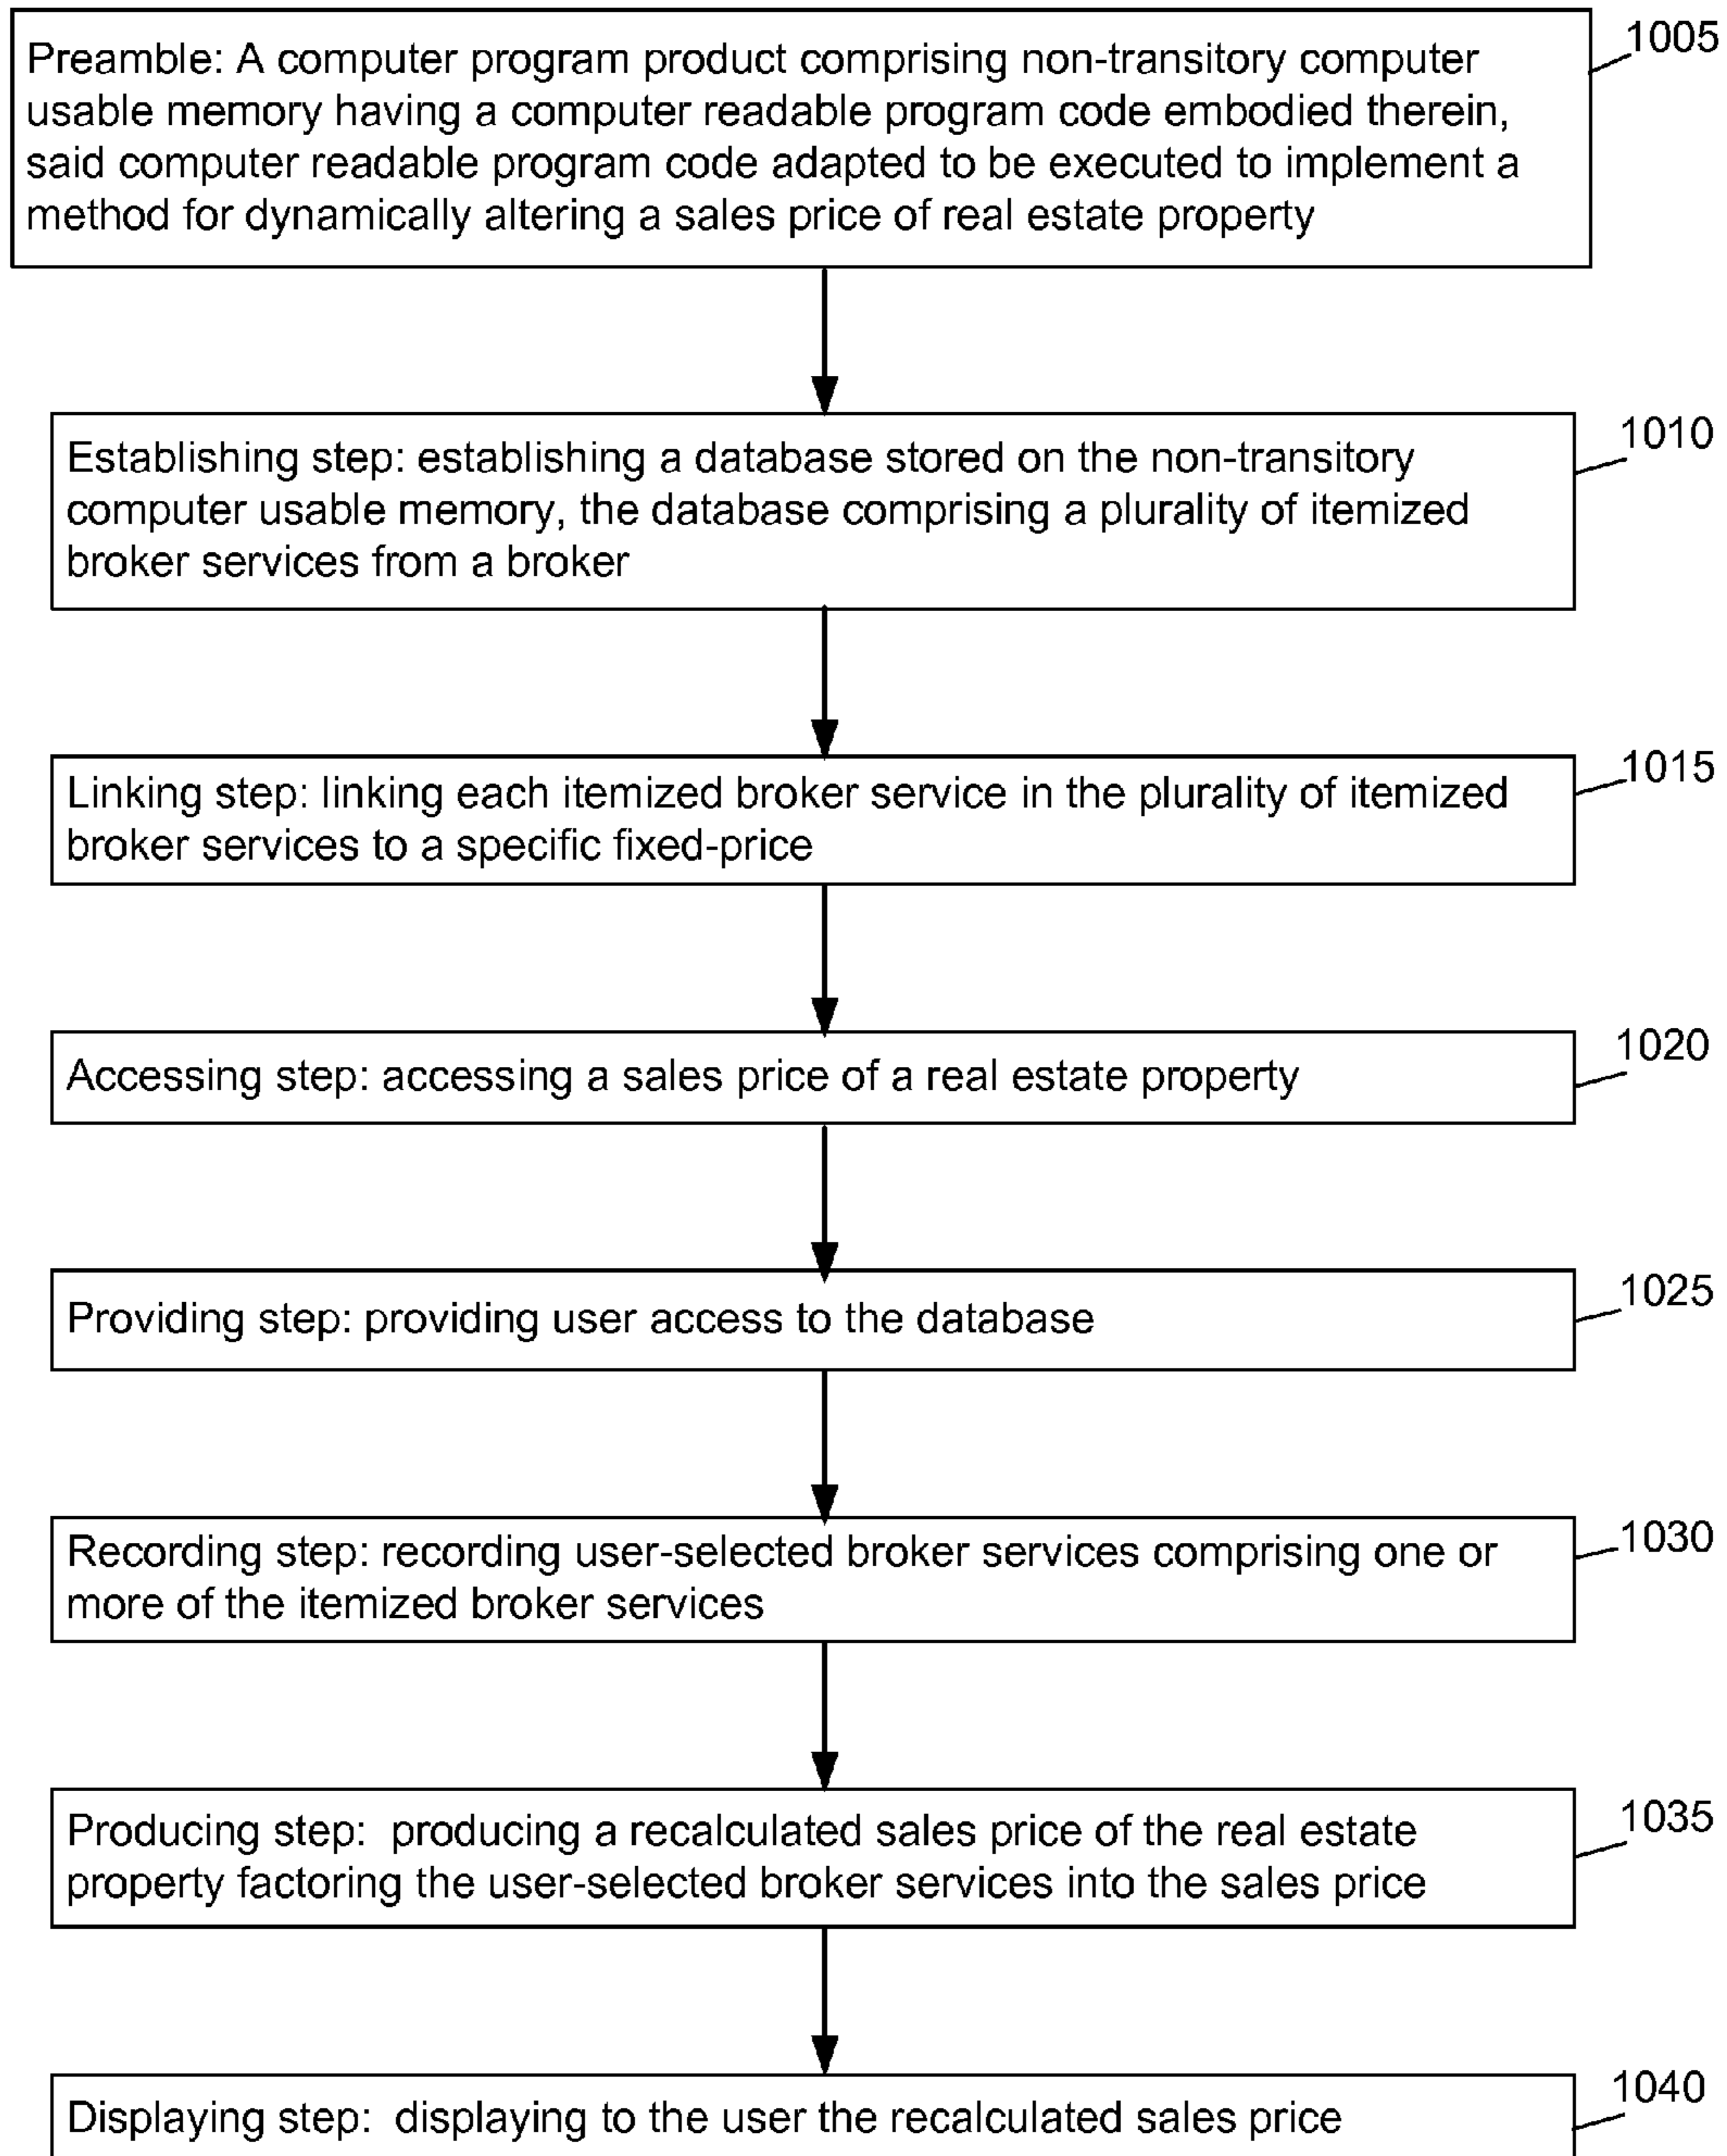 1005
Preamble: A computer program product comprising non-transitory computer
usable memory having a computer readable program code embodied therein,
said computer readable program code adapted to be executed to implement a
method for dynamically altering a sales price of real estate property
1010
Establishing step: establishing a database stored on the non-transitory
computer usable memory, the database comprising a plurality of itemized
broker services from a broker
1015
Linking step: linking each itemized broker service in the plurality of itemized
broker services to a specific fixed-price
1020
Accessing step: accessing a sales price of a real estate property
1025
Providing step: providing user access to the database
1030
Recording step: recording user-selected broker services comprising one or
more of the itemized broker services
1035
Producing step: producing a recalculated sales price of the real estate
property factoring the user-selected broker services into the sales price
1040
Displaying step: displaying to the user the recalculated sales price